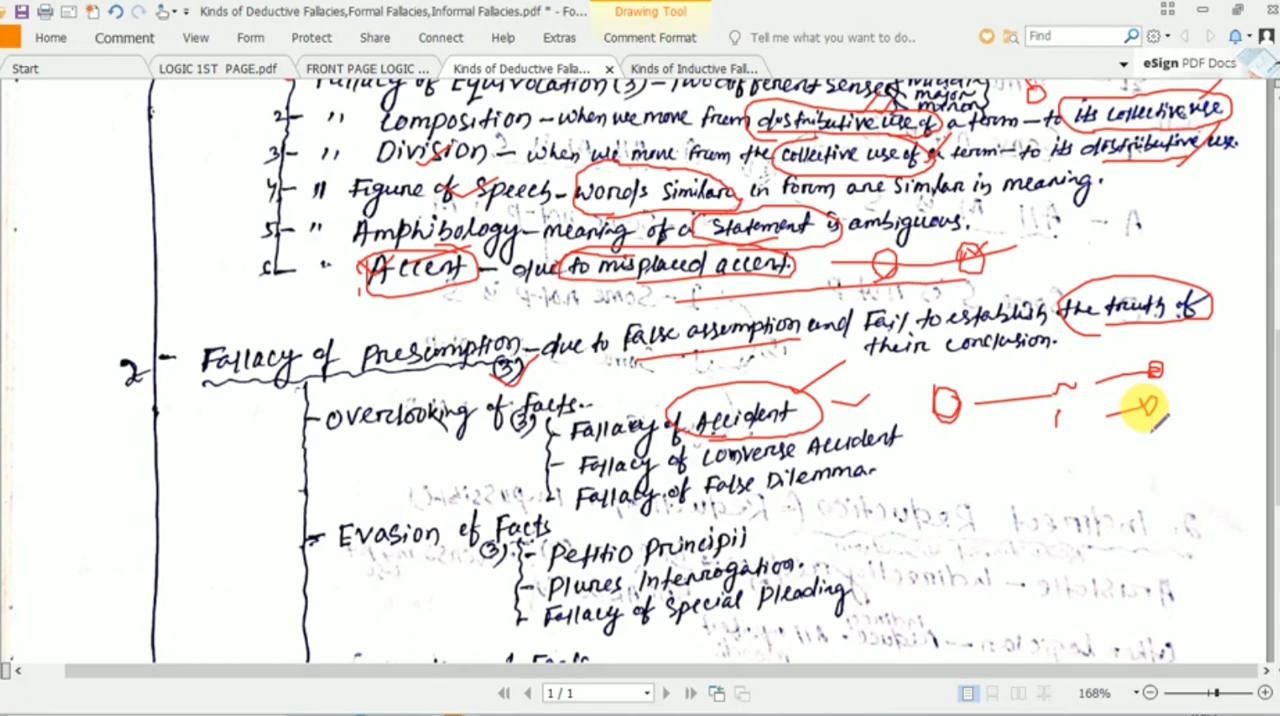 Kinds of Deductive Fallacies,Formal Fallacies,Informal Fallacies.pdf * - Fo...
Drawing Tool
Home Comment View Form Protect Share Connect Help Extras Comment Format Tell me what you want to do.. Find
Start LOGIC 1ST PAGE.pdf FRONT PAGE LOGIC ... Kinds of Deductive Falla... x Kinds of Inductive Fall... eSign PDF Docs
Fallacy of Equivocation (3) - Two different senses
major
minor
2- " Composition - when we move from distributive use of a term - to its collective use
3- " Division - when we move from the collective use of a term - to its distributive use.
4- " Figure of Speech - words similar in form are similar in meaning.
5- " Amphibology - meaning of a statement is ambiguous.
6 " Accent - due to misplaced accent.
2 - Fallacy of Presumption - due to False assumption and Fail to establish the truth of
(3) their conclusion.
Overlooking of Facts..
(3) Fallacy of Accident
- Fallacy of Converse Accident
- Fallacy of False Dilemma
Evasion of Facts
(3) - Petitio Principii
- Plures Interrogation.
Fallacy of Special Pleading
1 / 1 168%